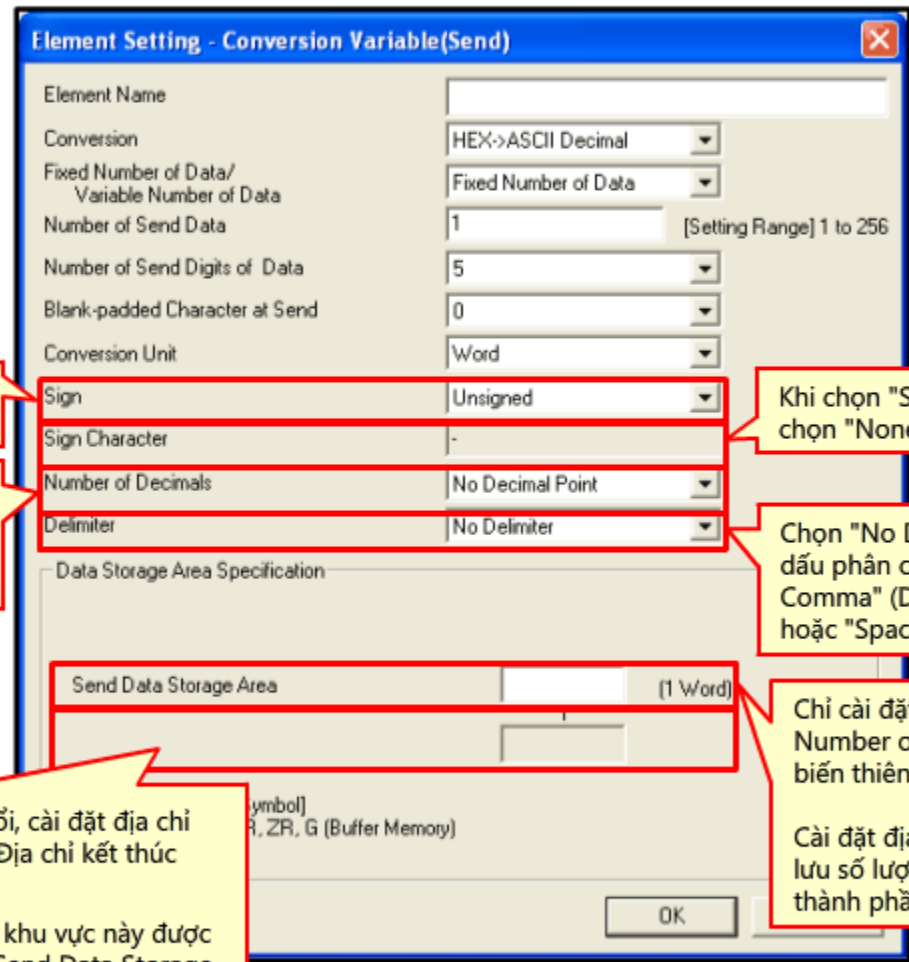 Element Setting - Conversion Variable(Send)
Element Name
Conversion
HEX->ASCII Decimal
Fixed Number of Data/
Variable Number of Data
Fixed Number of Data
Number of Send Data
1
[Setting Range] 1 to 256
Number of Send Digits of Data
5
Blank-padded Character at Send
0
Conversion Unit
Word
Sign
Unsigned
Sign Character
-
Number of Decimals
No Decimal Point
Delimiter
No Delimiter
Khi chọn "S
chọn "None
Chọn "No D
dấu phân c
Comma" (D
hoặc "Spac
Data Storage Area Specification
Send Data Storage Area
(1 Word)
Chỉ cài đặt
Number o
biến thiên
Cài đặt địa
lưu số lượ
thành phầ
ymbol]
R, ZR, G (Buffer Memory)
ổi, cài đặt địa chỉ
Địa chỉ kết thúc
khu vực này được
Send Data Storage
OK